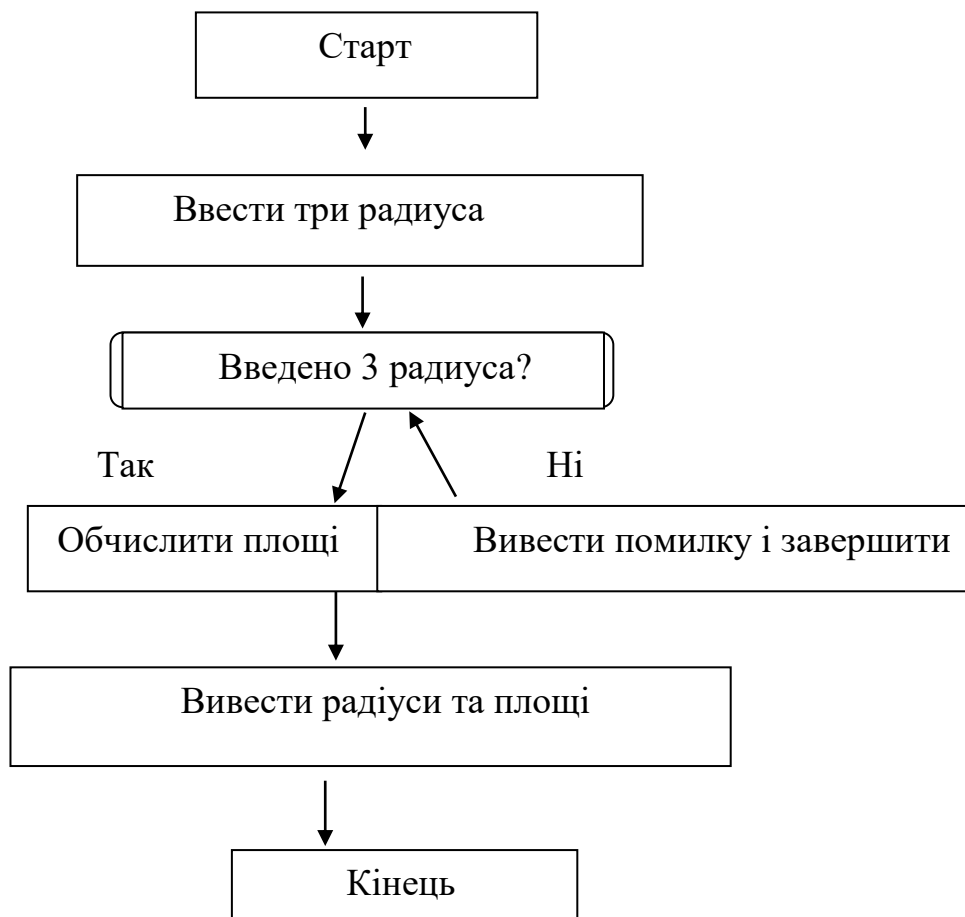 Старт
Ввести три радиуса
Введено 3 радиуса?
Так
Ні
Обчислити площі
Вивести помилку і завершити
Вивести радіуси та площі
Кінець